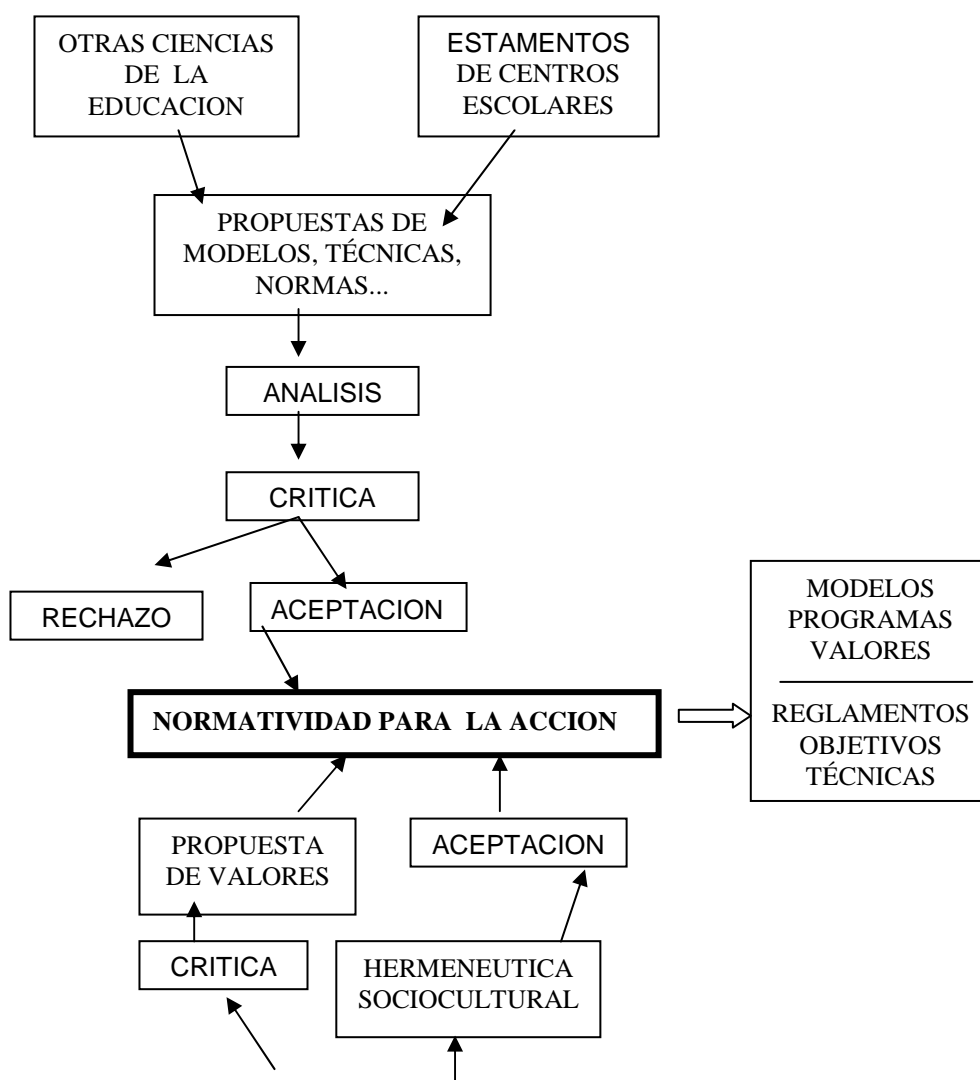 OTRAS CIENCIAS
DE LA
EDUCACION
ESTAMENTOS
DE CENTROS
ESCOLARES
PROPUESTAS DE
MODELOS, TÉCNICAS,
NORMAS...
ANALISIS
CRITICA
RECHAZO
ACEPTACION
MODELOS
PROGRAMAS
VALORES
REGLAMENTOS
OBJETIVOS
TÉCNICAS
NORMATIVIDAD PARA LA ACCION
PROPUESTA
DE VALORES
ACEPTACION
CRITICA
HERMENEUTICA
SOCIOCULTURAL